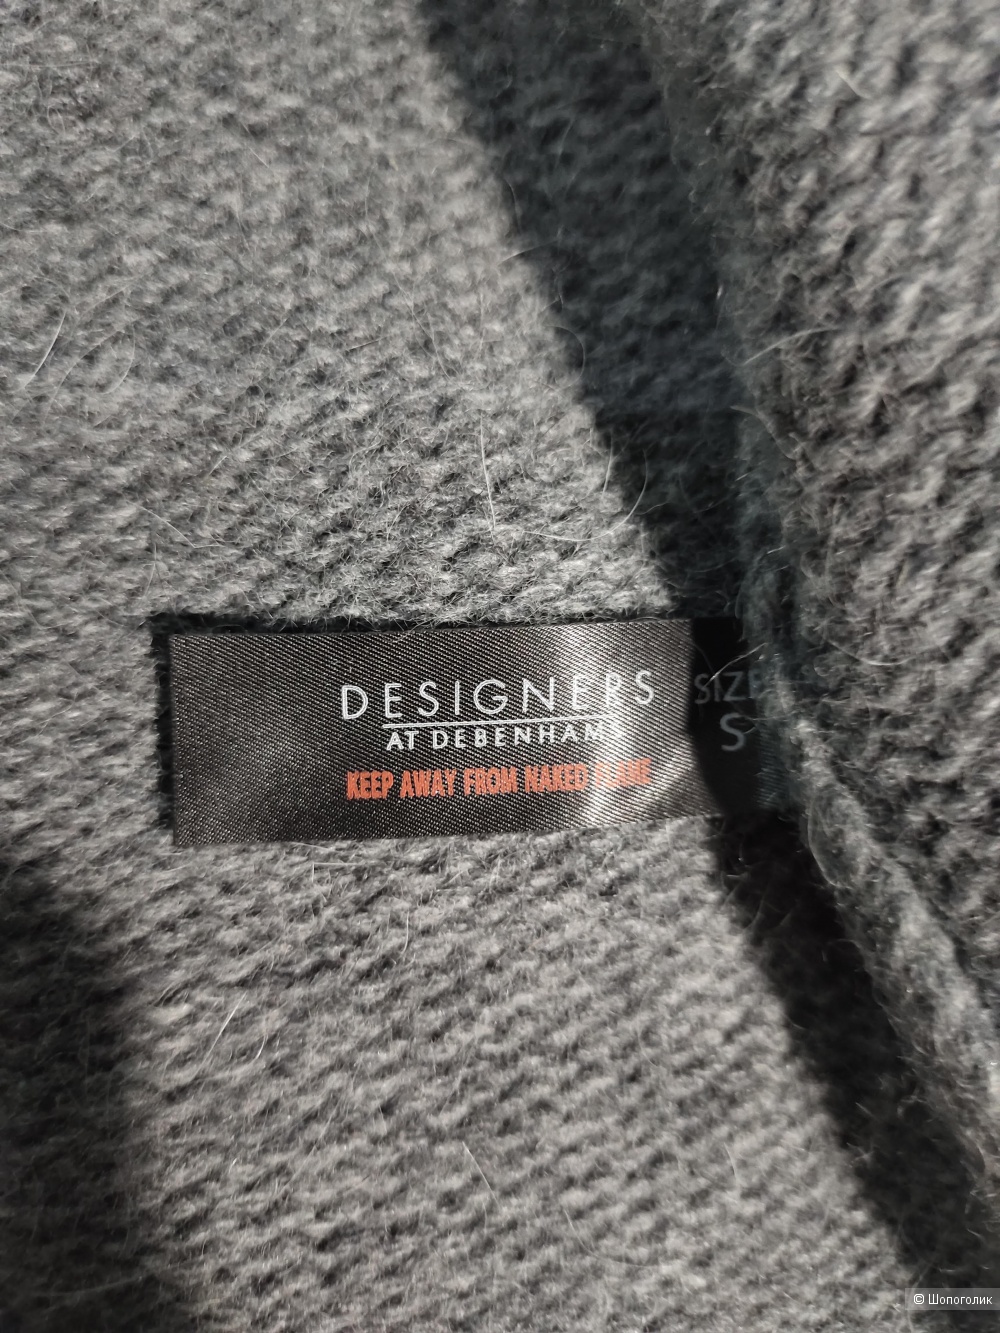 DESIGNERS
AT DEBENHAMS
KEEP AWAY FROM NAKED FLAME
SIZE
S
© Шопоголик